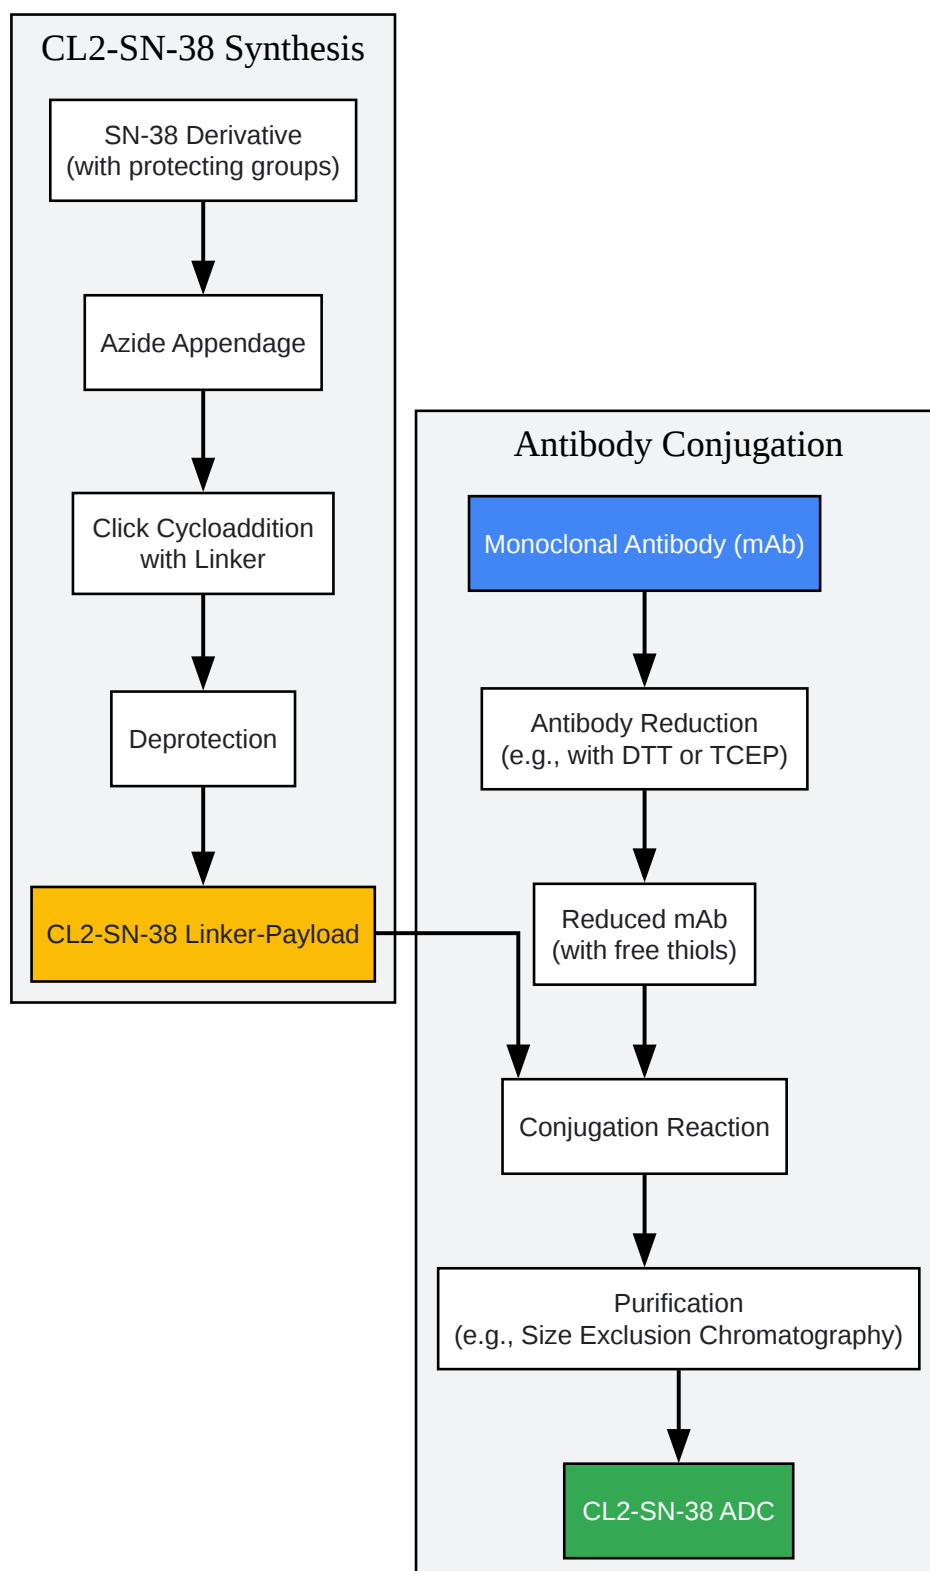 CL2-SN-38 Synthesis
SN-38 Derivative
(with protecting groups)
Azide Appendage
Click Cycloaddition
with Linker
Deprotection
CL2-SN-38 Linker-Payload
Antibody Conjugation
Monoclonal Antibody (mAb)
Antibody Reduction
(e.g., with DTT or TCEP)
Reduced mAb
(with free thiols)
Conjugation Reaction
Purification
(e.g., Size Exclusion Chromatography)
CL2-SN-38 ADC